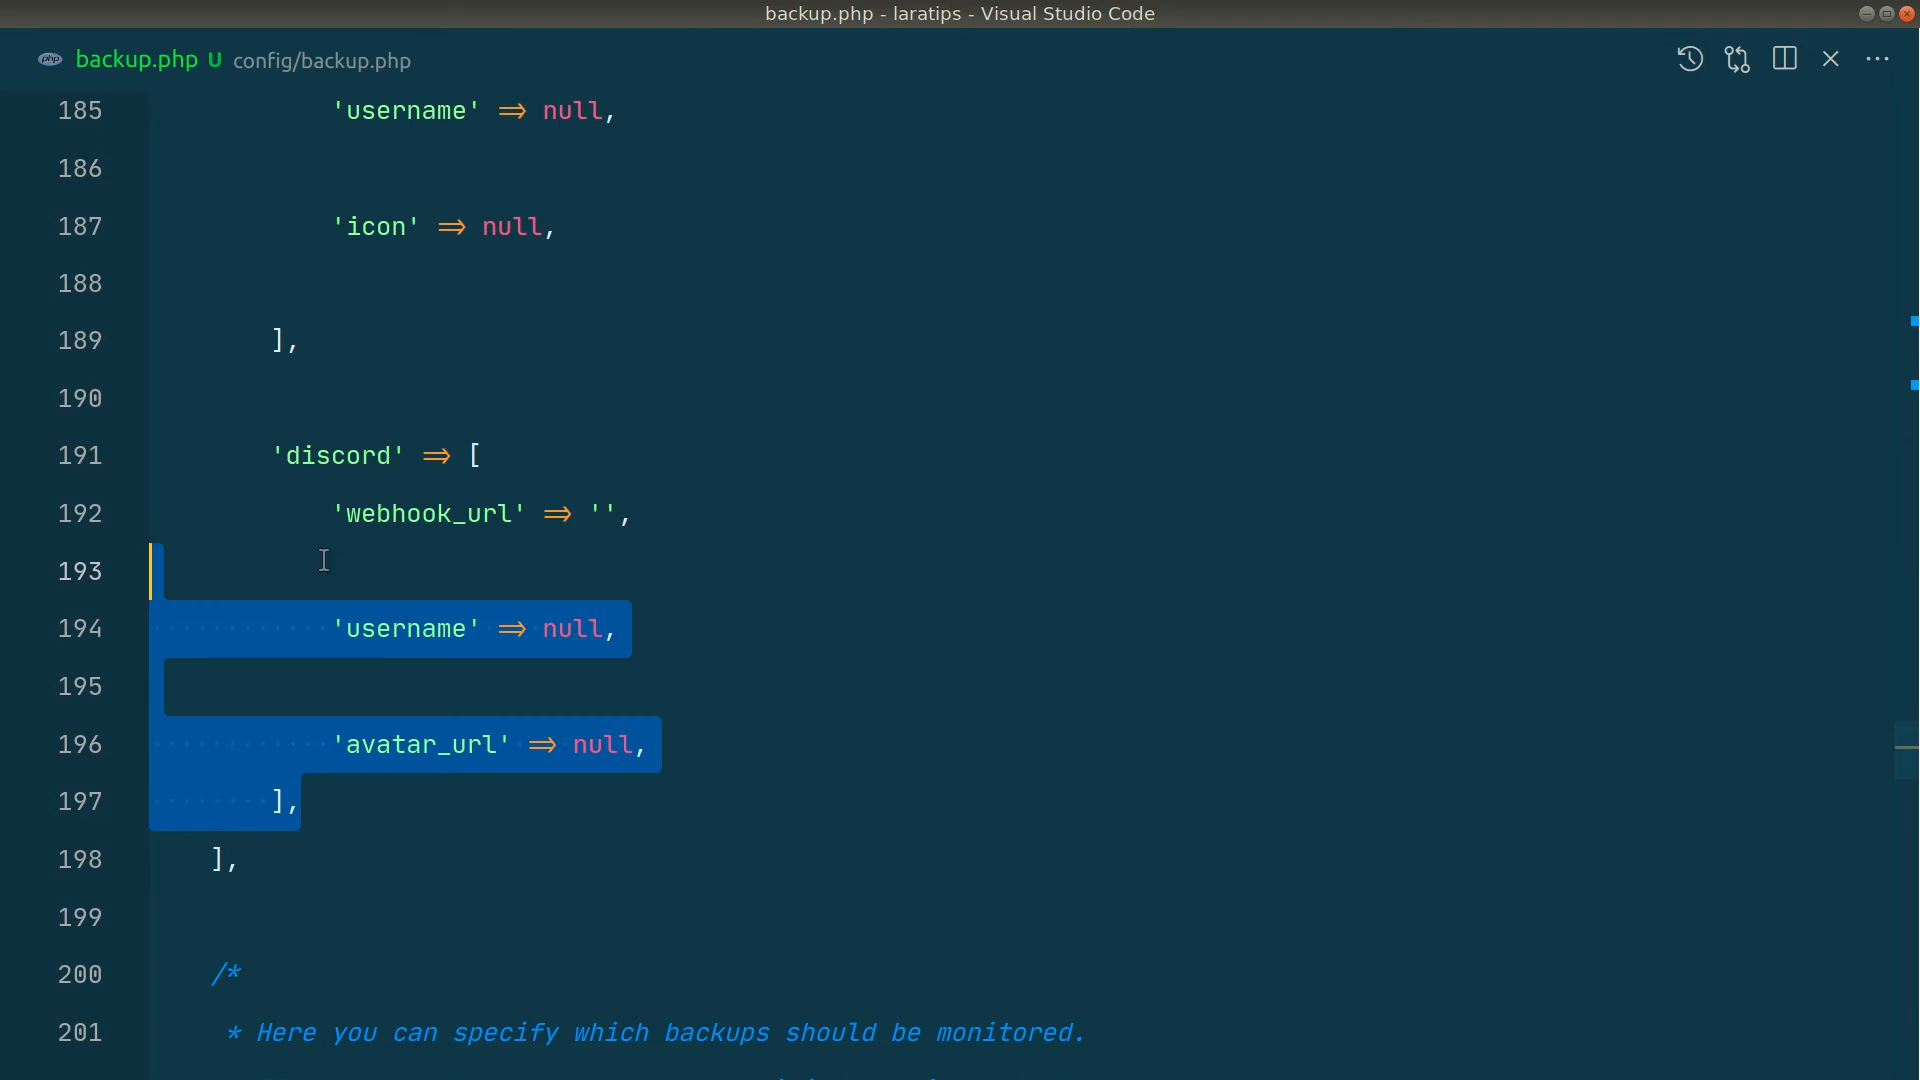 backup.php - laratips - Visual Studio Code
php backup.php U config/backup.php
185 'username' => null,
186
187 'icon' => null,
188
189 ],
190
191 'discord' => [
192 'webhook_url' => '',
193
194 'username' => null,
195
196 'avatar_url' => null,
197 ],
198 ],
199
200 /*
201 * Here you can specify which backups should be monitored.